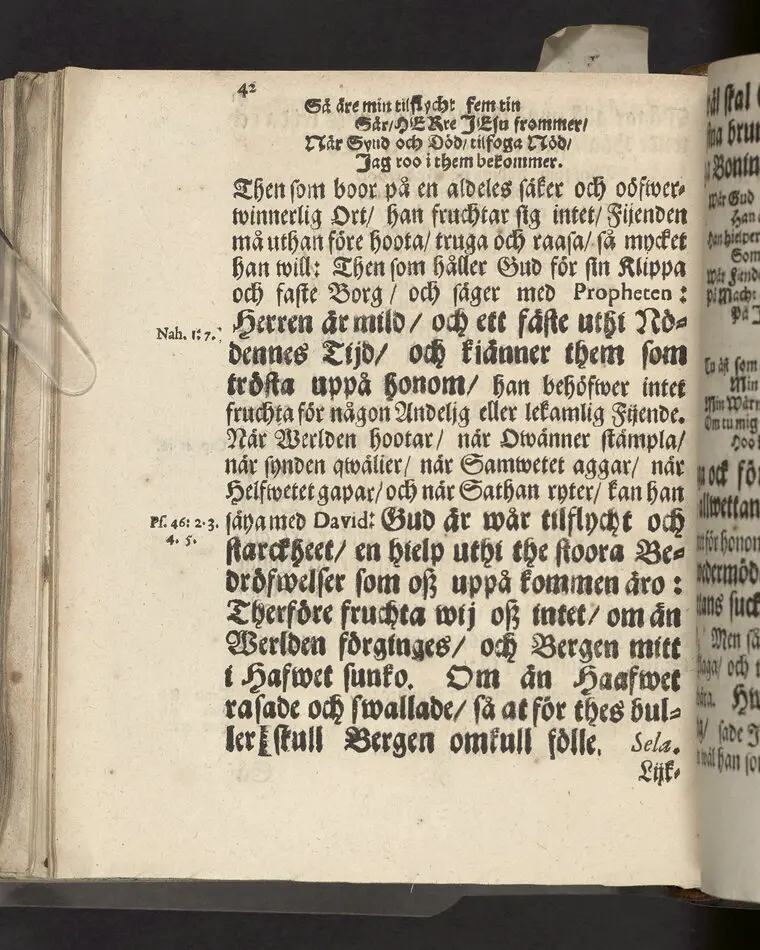 42
Så äre min tilflycht fem tin
Sår/HERre JEsu frommer/
När Synd och Död/ tilfoga Nöd/
Jag roo i them bekommer.
Then som boor på en aldeles säker och oöfwer-
winnerlig Ort/ han fruchtar sig intet/ Fijenden
må uthan före hoota/ truga och raasa/ så mycket
han will: Then som håller Gud för sin Klippa
och faste Borg/ och säger med Propheten:
Nah. 1: 7. Herren är mild/ och ett fäste uthi Nö-
dennes Tijd/ och kjänner them som
trösta uppå honom/ han behöfwer intet
fruchta för någon Andelig eller lekamlig Fijende.
När Werlden hootar/ när Owänner stämpla/
när synden qwälier/ när Samwetet aggar/ när
Helfwetet gapar/ och när Sathan ryter/ kan han
Ps. 46: 2. 3. säya med David: Gud är wår tilflycht och
4. 5. starckheet/ en hielp uthi the stoora Be-
dröfwelser som oß uppå kommen äro:
Therföre fruchta wij oß intet/ om än
Werlden förginges/ och Bergen mitt
i Hafwet sunko. Om än Haafwet
rasade och swallade/ så at för thes bul-
ler skull Bergen omkull fölle. Sela.
Lijk-